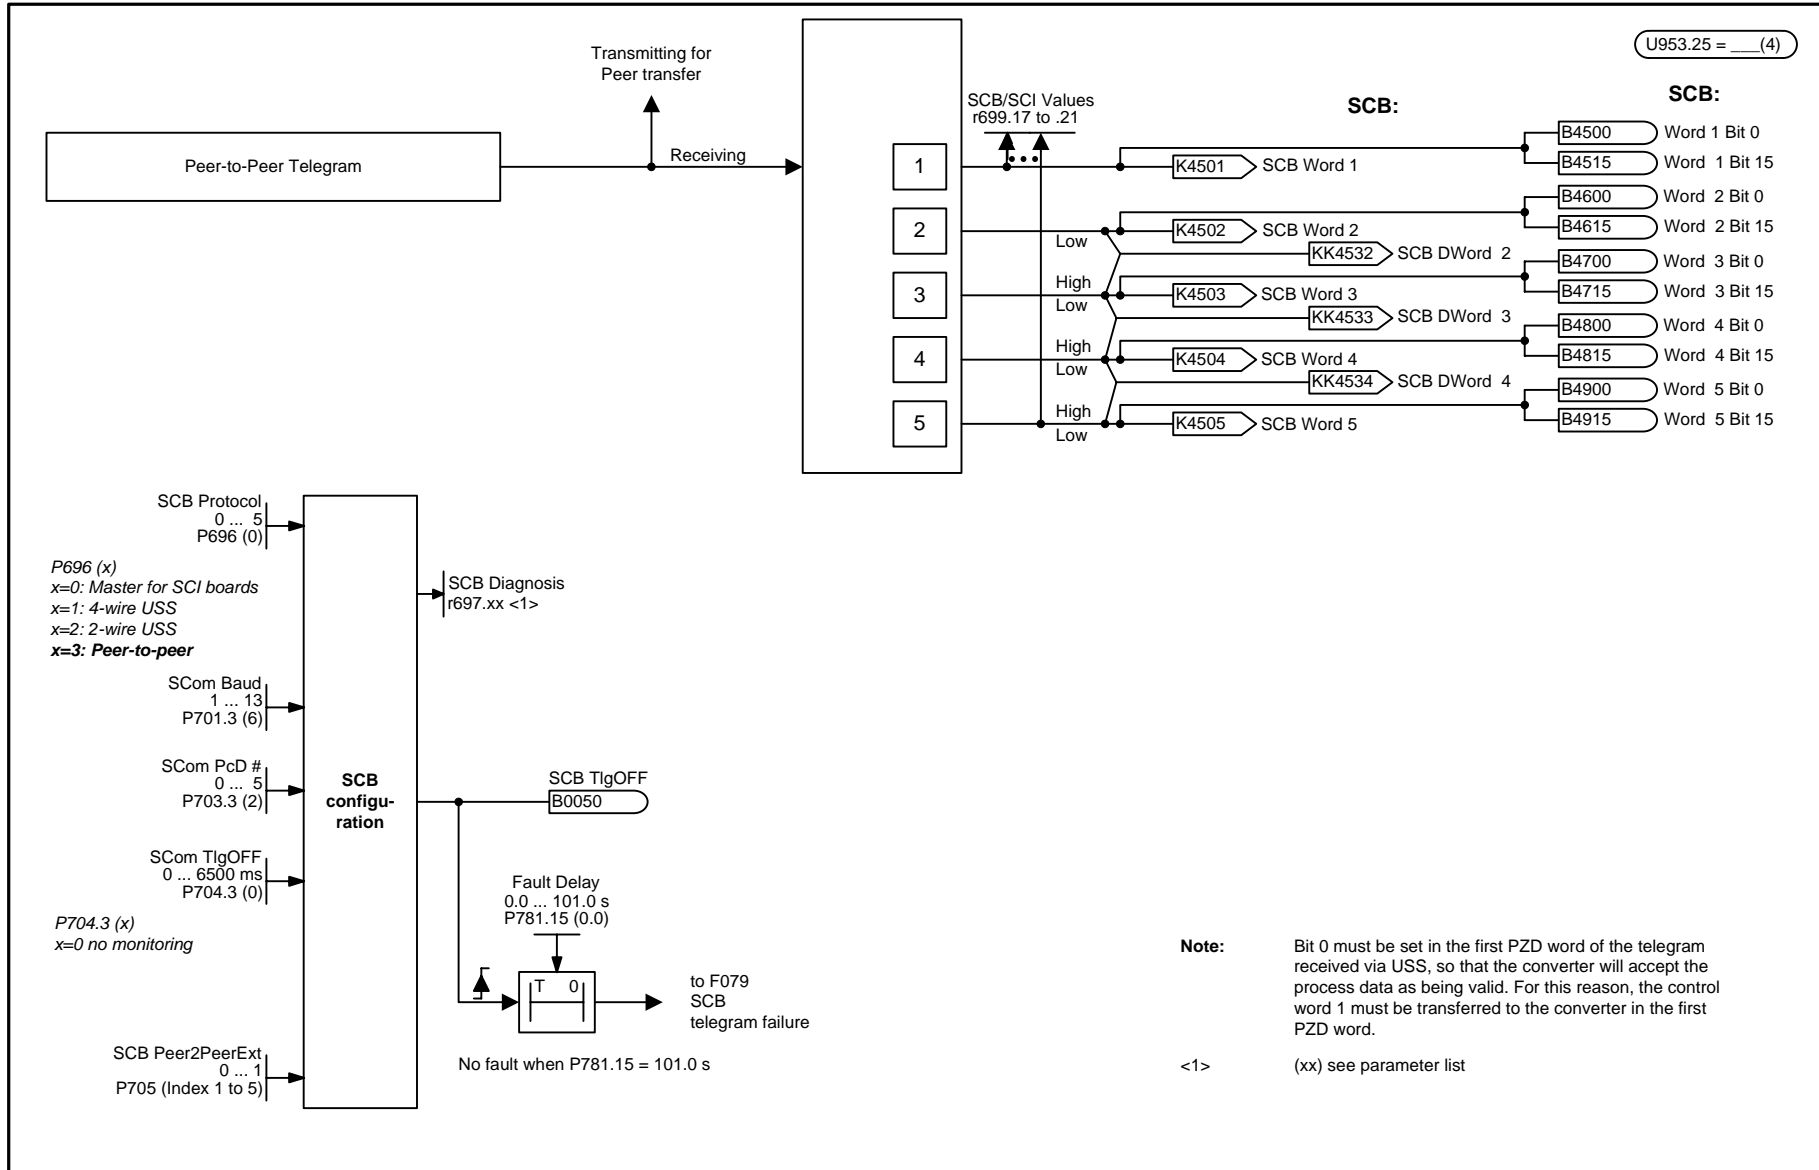 U953.25 = ___(4)
Transmitting for
Peer transfer
SCB/SCI Values
r699.17 to .21
SCB:
SCB:
Peer-to-Peer Telegram
Receiving
1
K4501
SCB Word 1
B4500
Word 1 Bit 0
B4515
Word 1 Bit 15
2
Low
K4502
SCB Word 2
B4600
Word 2 Bit 0
B4615
Word 2 Bit 15
KK4532
SCB DWord 2
3
High
Low
K4503
SCB Word 3
B4700
Word 3 Bit 0
B4715
Word 3 Bit 15
KK4533
SCB DWord 3
4
High
Low
K4504
SCB Word 4
B4800
Word 4 Bit 0
B4815
Word 4 Bit 15
KK4534
SCB DWord 4
5
High
Low
K4505
SCB Word 5
B4900
Word 5 Bit 0
B4915
Word 5 Bit 15
SCB Protocol
0 ... 5
P696 (0)
P696 (x)
x=0: Master for SCI boards
x=1: 4-wire USS
x=2: 2-wire USS
x=3: Peer-to-peer
SCom Baud
1 ... 13
P701.3 (6)
SCom PcD #
0 ... 5
P703.3 (2)
SCom TlgOFF
0 ... 6500 ms
P704.3 (0)
P704.3 (x)
x=0 no monitoring
SCB Peer2PeerExt
0 ... 1
P705 (Index 1 to 5)
SCB
configu-
ration
SCB Diagnosis
r697.xx <1>
SCB TlgOFF
B0050
Fault Delay
0.0 ... 101.0 s
P781.15 (0.0)
T 0
to F079
SCB
telegram failure
No fault when P781.15 = 101.0 s
Note:
Bit 0 must be set in the first PZD word of the telegram
received via USS, so that the converter will accept the
process data as being valid. For this reason, the control
word 1 must be transferred to the converter in the first
PZD word.
<1>
(xx) see parameter list